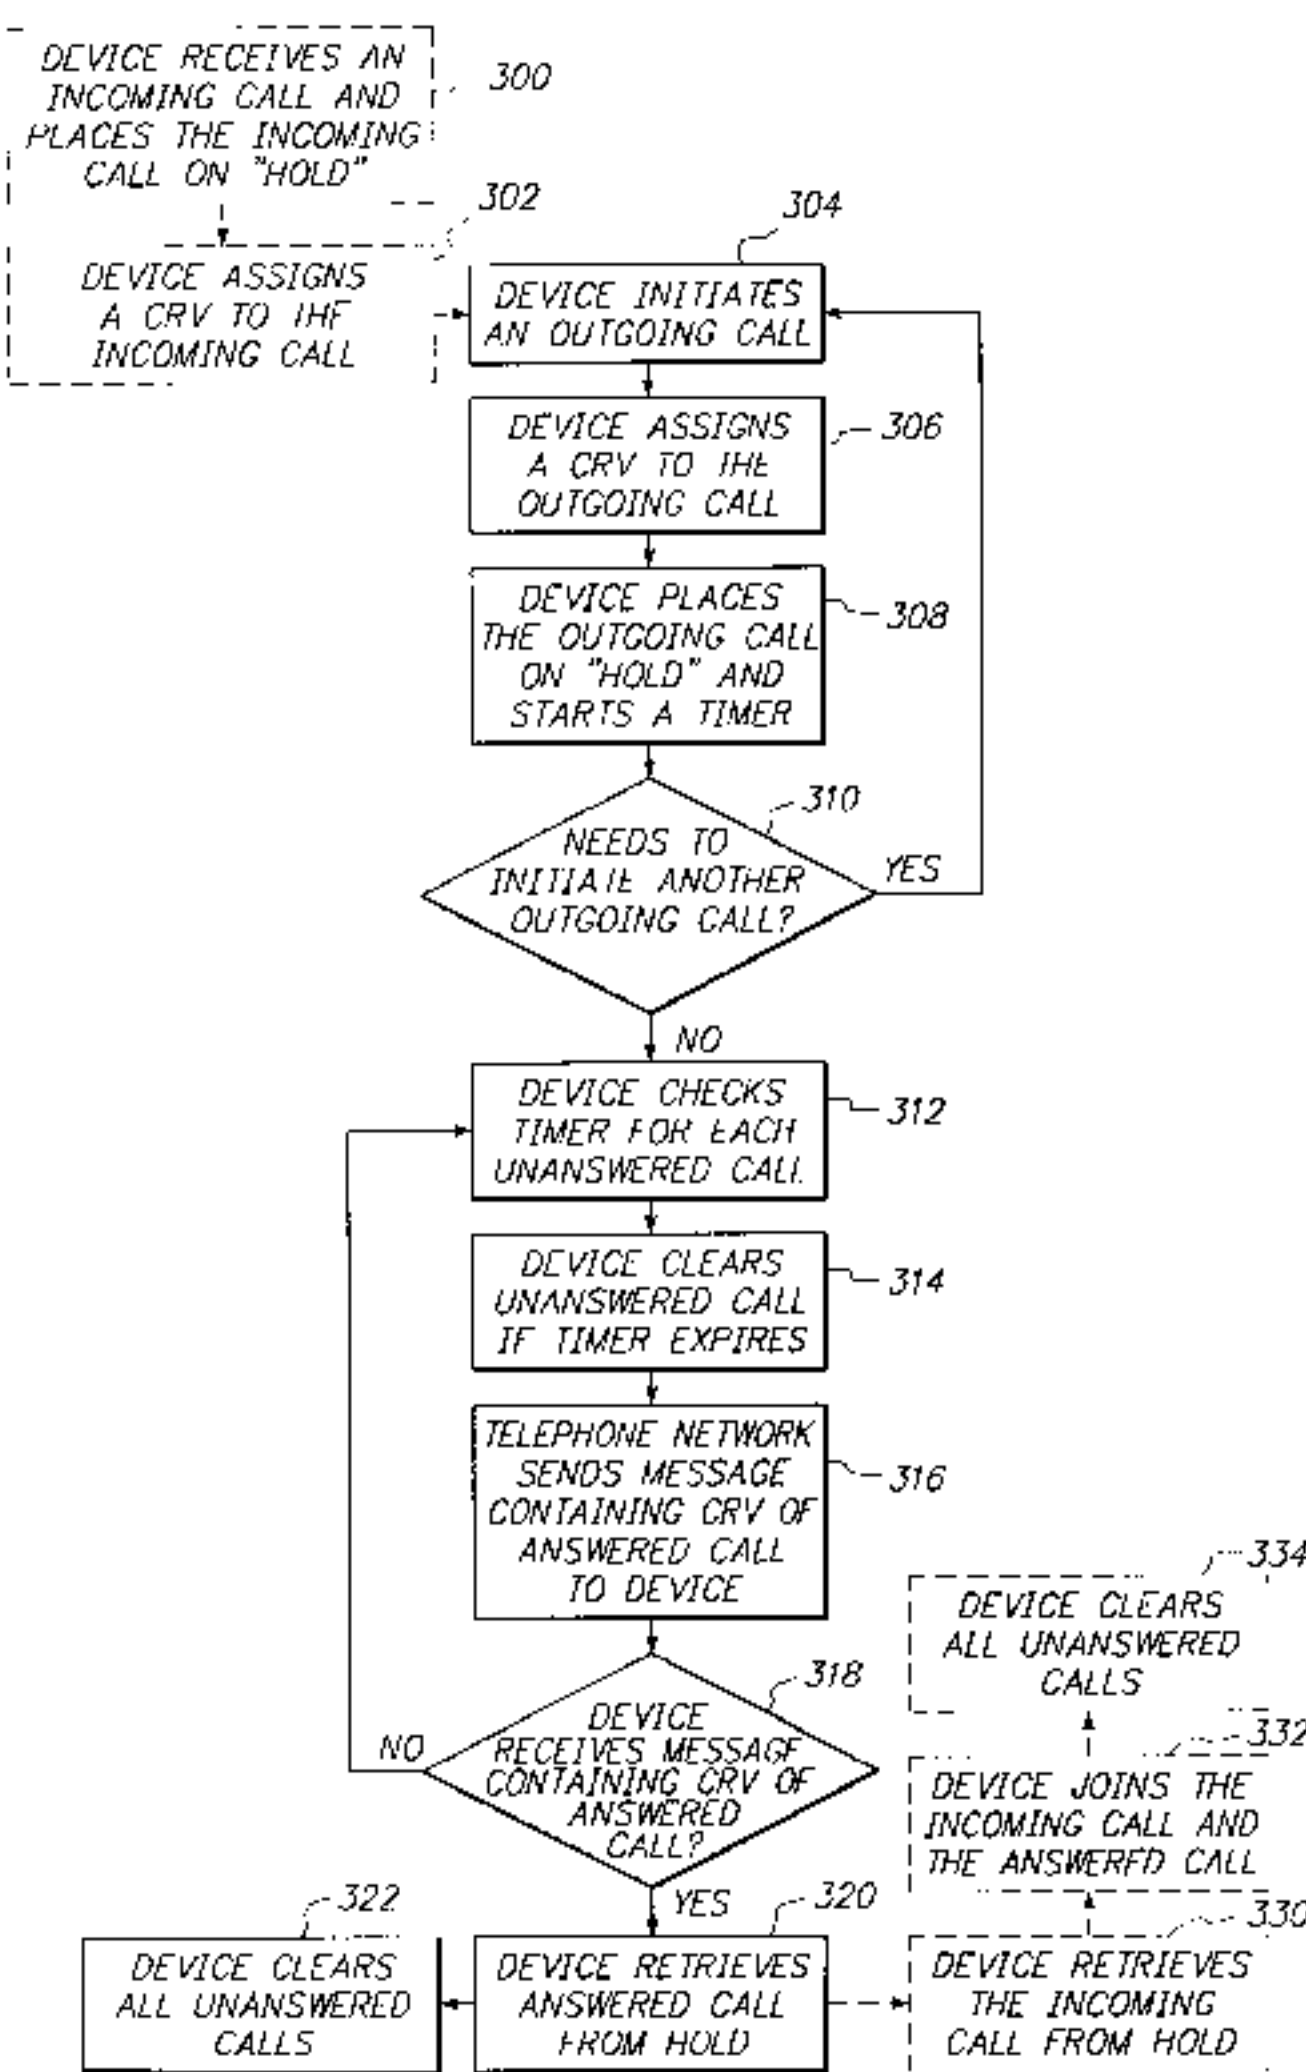 DEVICE RECEIVES AN
INCOMING CALL AND
PLACES THE INCOMING
CALL ON "HOLD"
300
302
DEVICE ASSIGNS
A CRV TO THE
INCOMING CALL
304
DEVICE INITIATES
AN OUTGOING CALL
DEVICE ASSIGNS
A CRV TO THE
OUTGOING CALL
306
DEVICE PLACES
THE OUTGOING CALL
ON "HOLD" AND
STARTS A TIMER
308
310
NEEDS TO
INITIATE ANOTHER
OUTGOING CALL?
YES
NO
DEVICE CHECKS
TIMER FOR EACH
UNANSWERED CALL
312
DEVICE CLEARS
UNANSWERED CALL
IF TIMER EXPIRES
314
TELEPHONE NETWORK
SENDS MESSAGE
CONTAINING CRV OF
ANSWERED CALL
TO DEVICE
316
318
DEVICE
RECEIVES MESSAGE
CONTAINING CRV OF
ANSWERED
CALL?
NO
YES
320
DEVICE RETRIEVES
ANSWERED CALL
FROM HOLD
322
DEVICE CLEARS
ALL UNANSWERED
CALLS
334
DEVICE CLEARS
ALL UNANSWERED
CALLS
332
DEVICE JOINS THE
INCOMING CALL AND
THE ANSWERED CALL
330
DEVICE RETRIEVES
THE INCOMING
CALL FROM HOLD